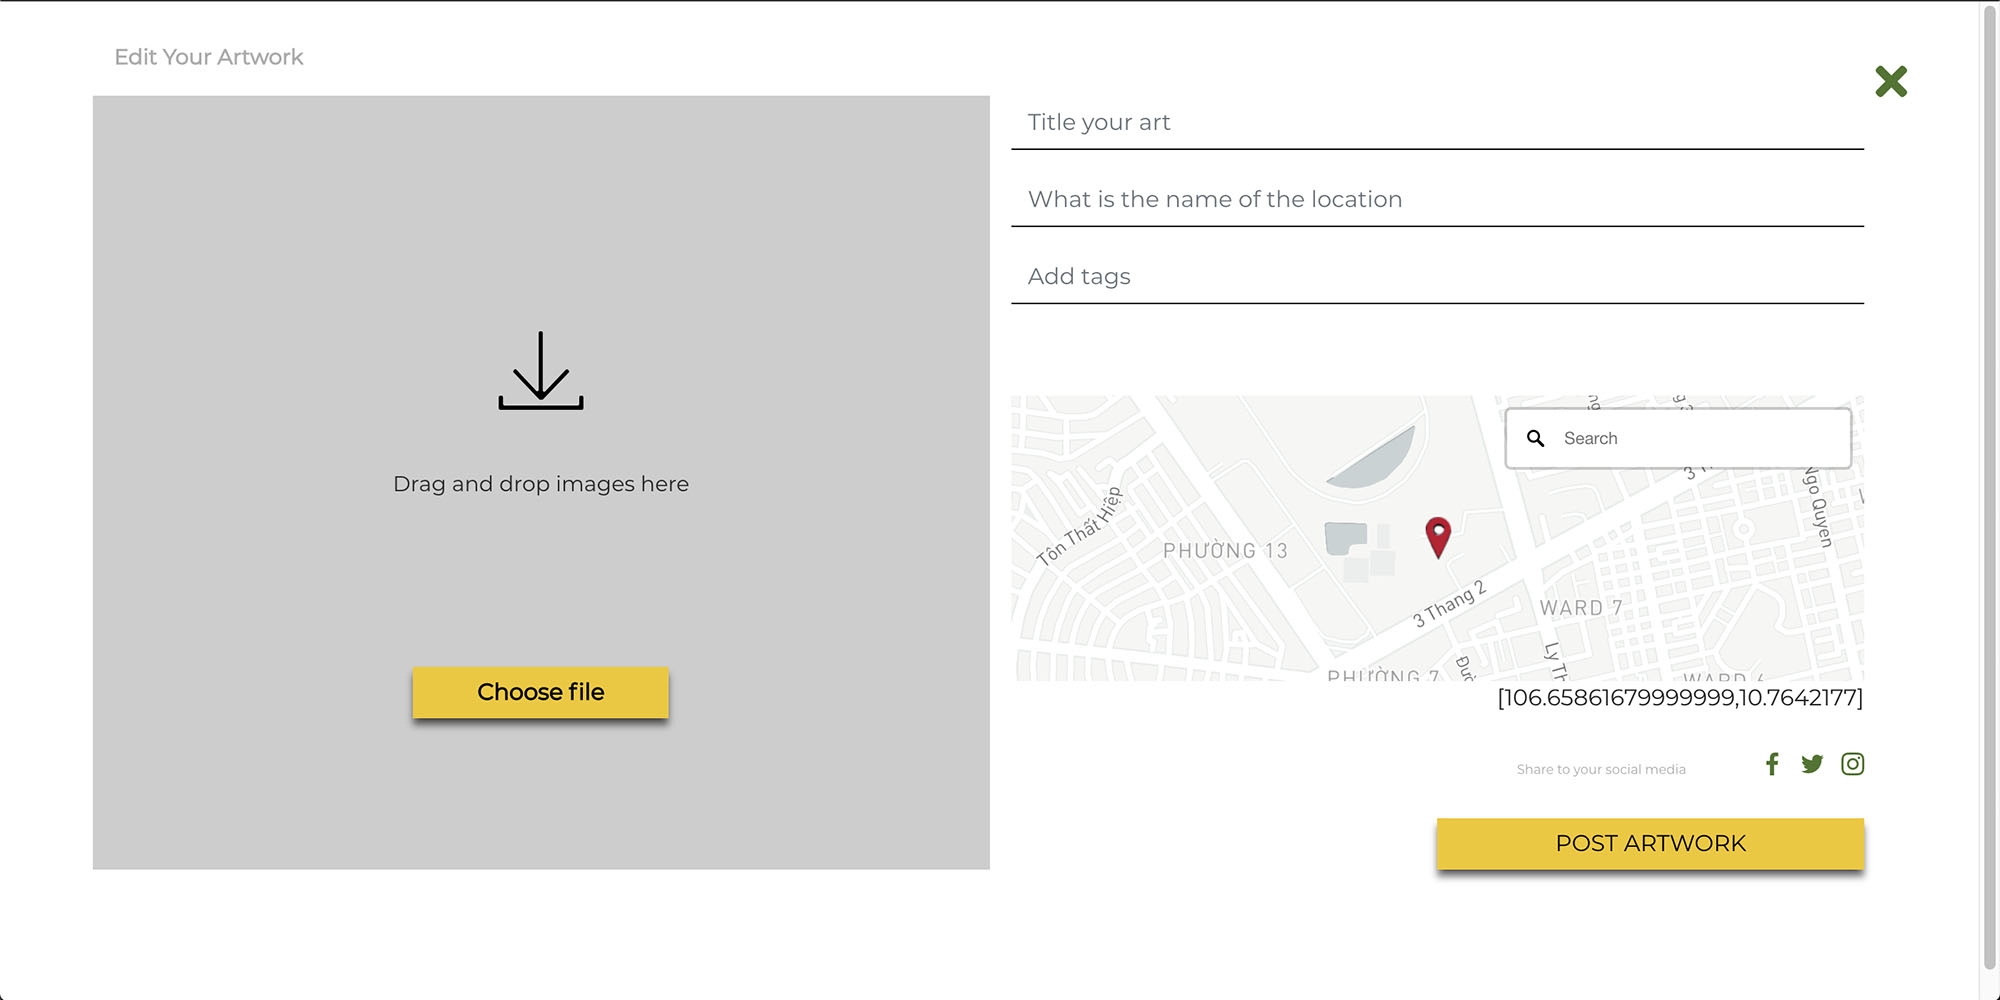 Edit Your Artwork
Drag and drop images here
Choose file
Title your art
What is the name of the location
Add tags
Search
Tôn Thất Hiệp
PHƯỜNG 13
3 Thang 2
WARD 7
Ngo Quyen
PHƯỜNG 7
WARD 6
[106.65861679999999,10.7642177]
Share to your social media
POST ARTWORK